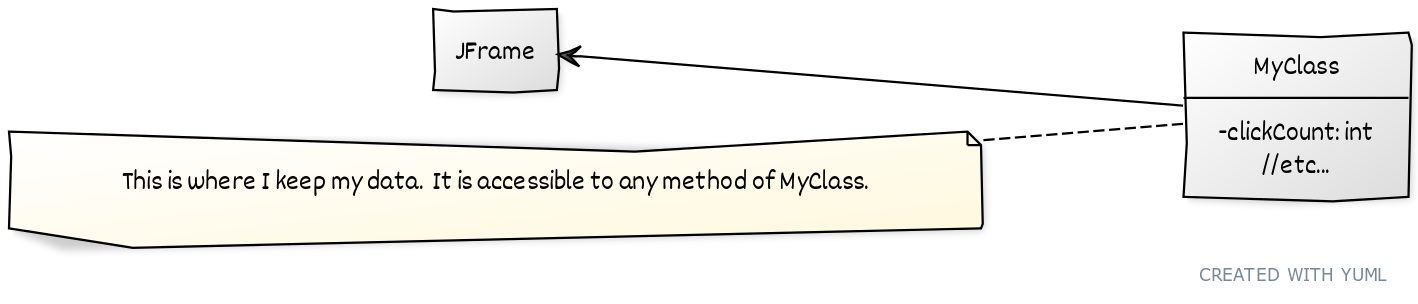 JFrame
MyClass
-clickCount: int
//etc...
This is where I keep my data.  It is accessible to any method of MyClass.
CREATED WITH YUML